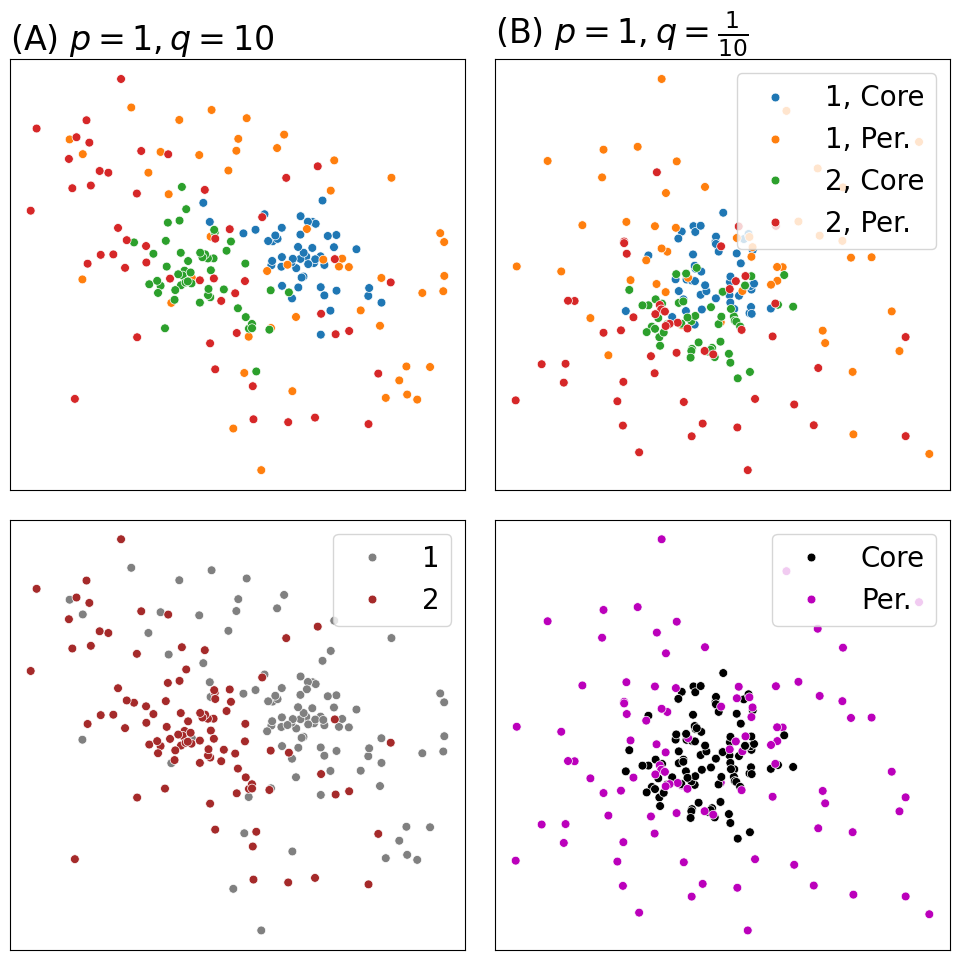 (A) p = 1, q = 10
(B) p = 1, q = 1/10
1, Core
1, Per.
2, Core
2, Per.
1
2
Core
Per.